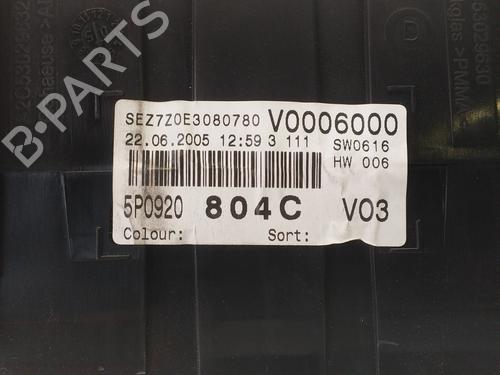 SEZ7Z0E3080780 V0006000
22.06.2005 12:59 3 111 SW0616
HW 006
5P0920 804C V03
Colour: Sort:
B-PARTS